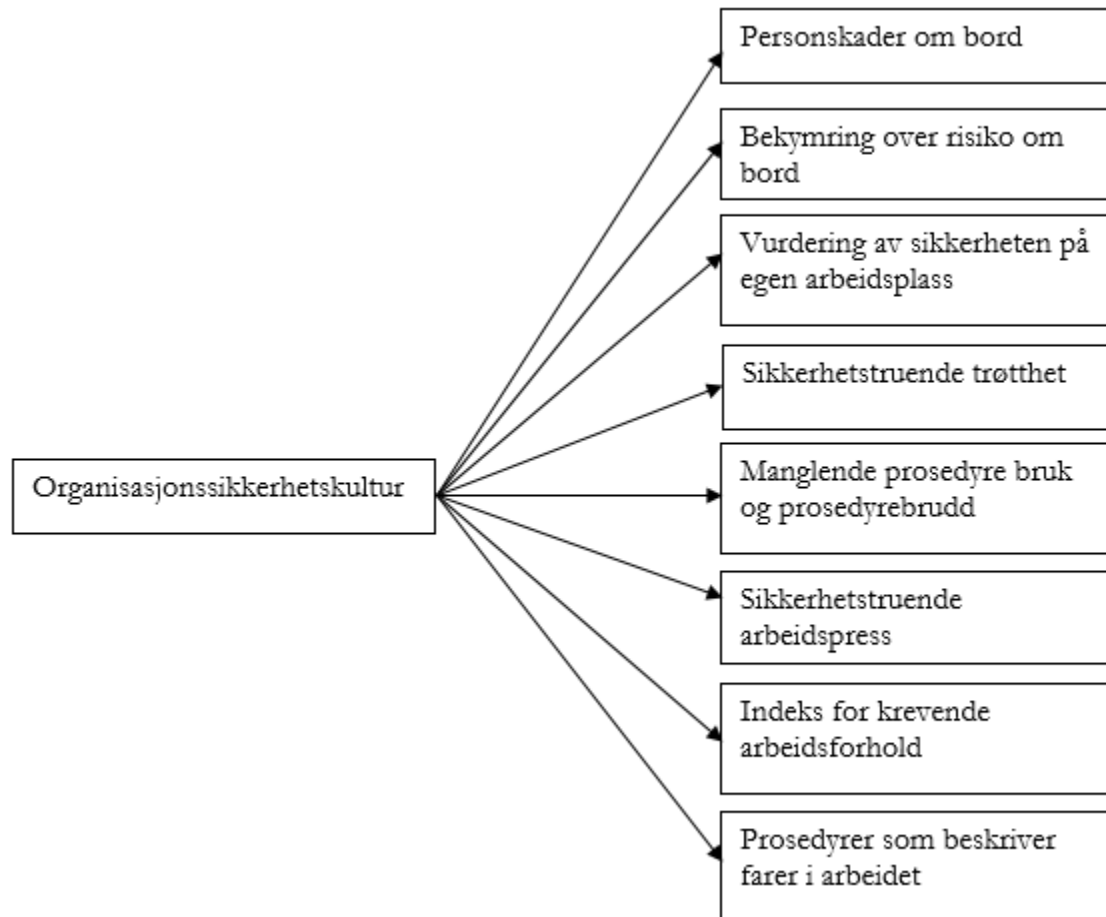 Personskader om bord
Bekymring over risiko om
bord
Vurdering av sikkerheten på
egen arbeidsplass
Sikkerhetstruende trøtthet
Organisasjonssikkerhetskultur
Manglende prosedyre bruk
og prosedyrebrudd
Sikkerhetstruende
arbeidspress
Indeks for krevende
arbeidsforhold
Prosedyrer som beskriver
farer i arbeidet